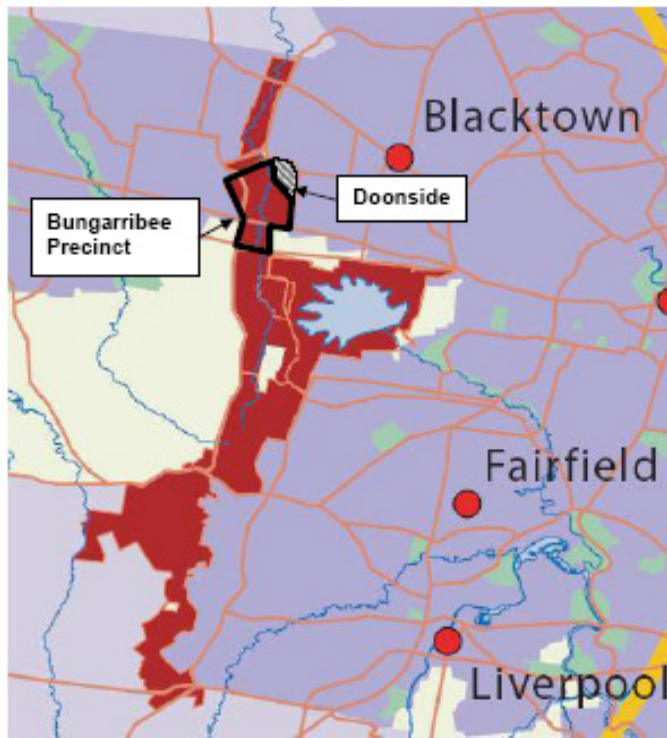 Blacktown
Doonside
Bungarribee
Precinct
Fairfield
Liverpool